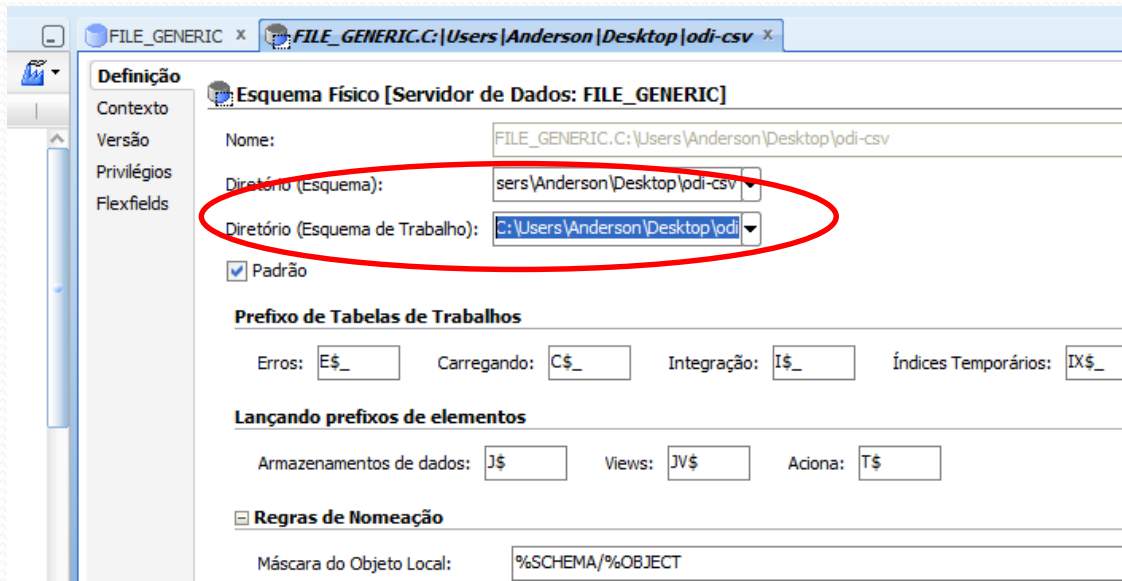 FILE_GENERIC x FILE_GENERIC.C:|Users|Anderson|Desktop|odi-csv x
Definição
Contexto
Versão
Privilégios
Flexfields
Esquema Físico [Servidor de Dados: FILE_GENERIC]
Nome: FILE_GENERIC.C:\Users\Anderson\Desktop\odi-csv
Diretório (Esquema): sers\Anderson\Desktop\odi-csv
Diretório (Esquema de Trabalho): C:\Users\Anderson\Desktop\odi
Padrão
Prefixo de Tabelas de Trabalhos
Erros: E$_ Carregando: C$_ Integração: I$_ Índices Temporários: IX$_
Lançando prefixos de elementos
Armazenamentos de dados: J$ Views: JV$ Aciona: T$
Regras de Nomeação
Máscara do Objeto Local: %SCHEMA/%OBJECT